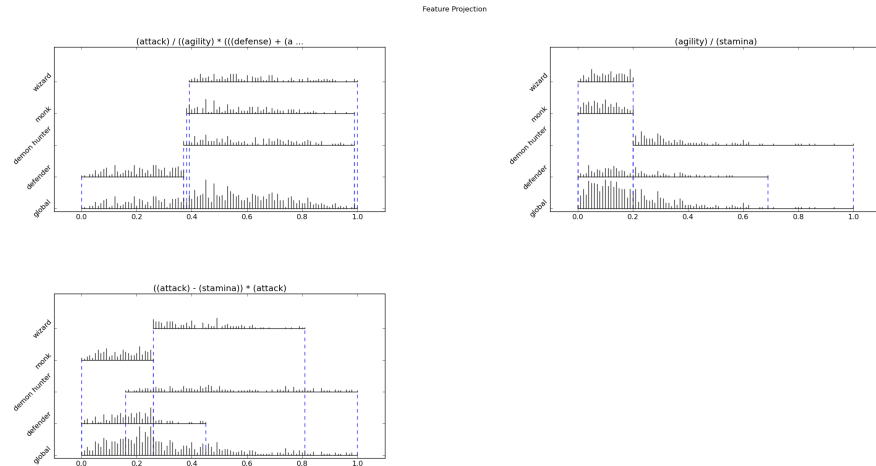 Feature Projection
(attack) / ((agility) * (((defense) + (a ...
wizard
monk
demon hunter
defender
global
0.0 0.2 0.4 0.6 0.8 1.0
(agility) / (stamina)
wizard
monk
demon hunter
defender
global
0.0 0.2 0.4 0.6 0.8 1.0
((attack) - (stamina)) * (attack)
wizard
monk
demon hunter
defender
global
0.0 0.2 0.4 0.6 0.8 1.0